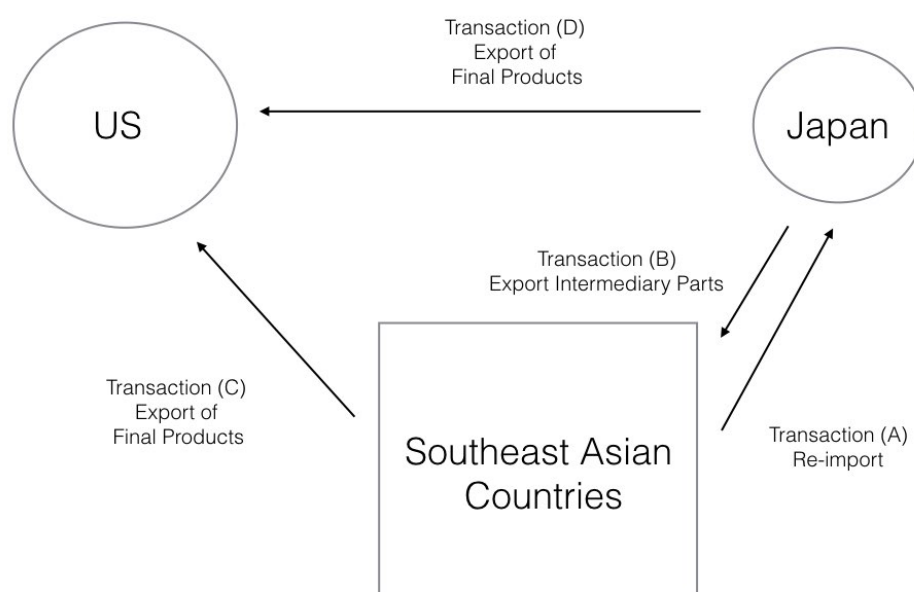 Transaction (D)
Export of
Final Products
US
Japan
Transaction (B)
Export Intermediary Parts
Transaction (C)
Export of
Final Products
Southeast Asian
Countries
Transaction (A)
Re-import